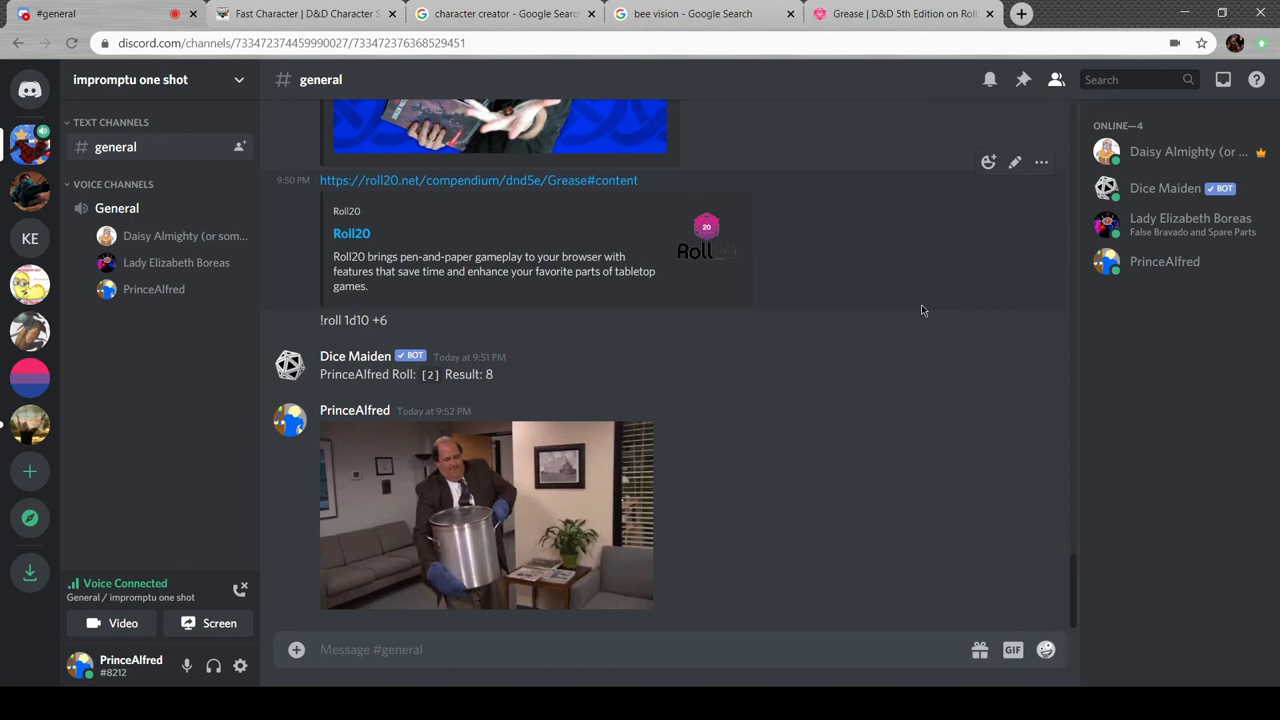 #general
Fast Character | D&D Character S
character creator - Google Searc
bee vision - Google Search
Grease | D&D 5th Edition on Roll
discord.com/channels/733472374459990027/733472376368529451
impromptu one shot
general
Search
TEXT CHANNELS
general
VOICE CHANNELS
General
Daisy Almighty (or som...
Lady Elizabeth Boreas
PrinceAlfred
KE
9:50 PM
https://roll20.net/compendium/dnd5e/Grease#content
Roll20
Roll20
Roll20 brings pen-and-paper gameplay to your browser with
features that save time and enhance your favorite parts of tabletop
games.
20
Roll20
!roll 1d10 +6
Dice Maiden BOT Today at 9:51 PM
PrinceAlfred Roll: [2] Result: 8
PrinceAlfred Today at 9:52 PM
ONLINE—4
Daisy Almighty (or ...
Dice Maiden BOT
Lady Elizabeth Boreas
False Bravado and Spare Parts
PrinceAlfred
Voice Connected
General / impromptu one shot
Video
Screen
PrinceAlfred
#8212
Message #general
GIF